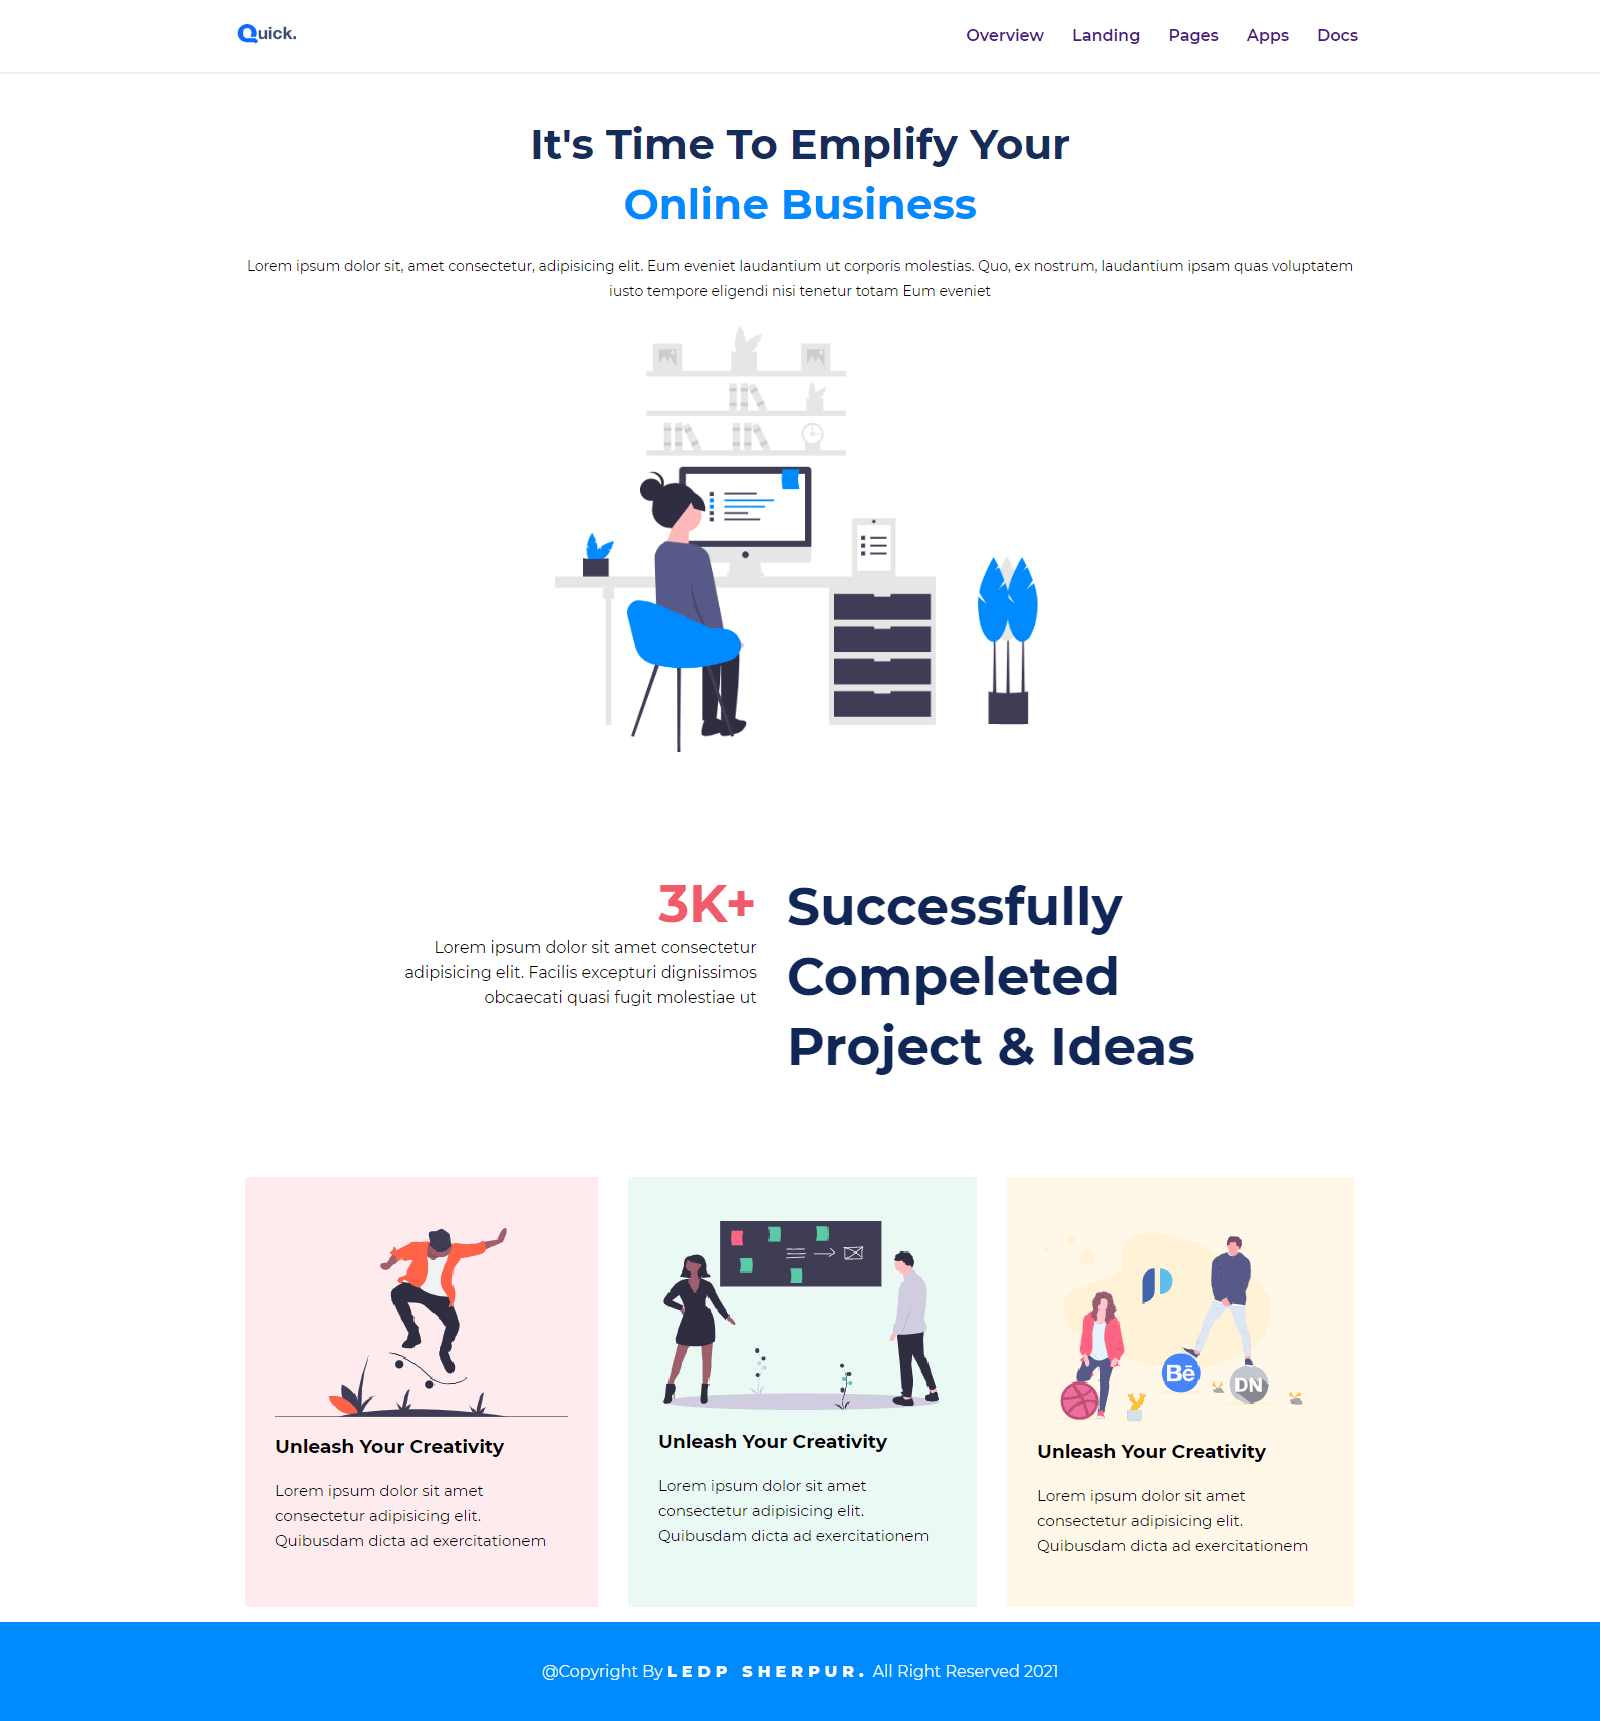 Quick.
Overview Landing Pages Apps Docs
It's Time To Emplify Your
Online Business
Lorem ipsum dolor sit, amet consectetur, adipisicing elit. Eum eveniet laudantium ut corporis molestias. Quo, ex nostrum, laudantium ipsam quas voluptatem
iusto tempore eligendi nisi tenetur totam Eum eveniet
3K+
Lorem ipsum dolor sit amet consectetur
adipisicing elit. Facilis excepturi dignissimos
obcaecati quasi fugit molestiae ut
Successfully
Compeleted
Project & Ideas
Unleash Your Creativity
Lorem ipsum dolor sit amet
consectetur adipisicing elit.
Quibusdam dicta ad exercitationem
Unleash Your Creativity
Lorem ipsum dolor sit amet
consectetur adipisicing elit.
Quibusdam dicta ad exercitationem
Bē
DN
Unleash Your Creativity
Lorem ipsum dolor sit amet
consectetur adipisicing elit.
Quibusdam dicta ad exercitationem
@Copyright By LEDP SHERPUR. All Right Reserved 2021